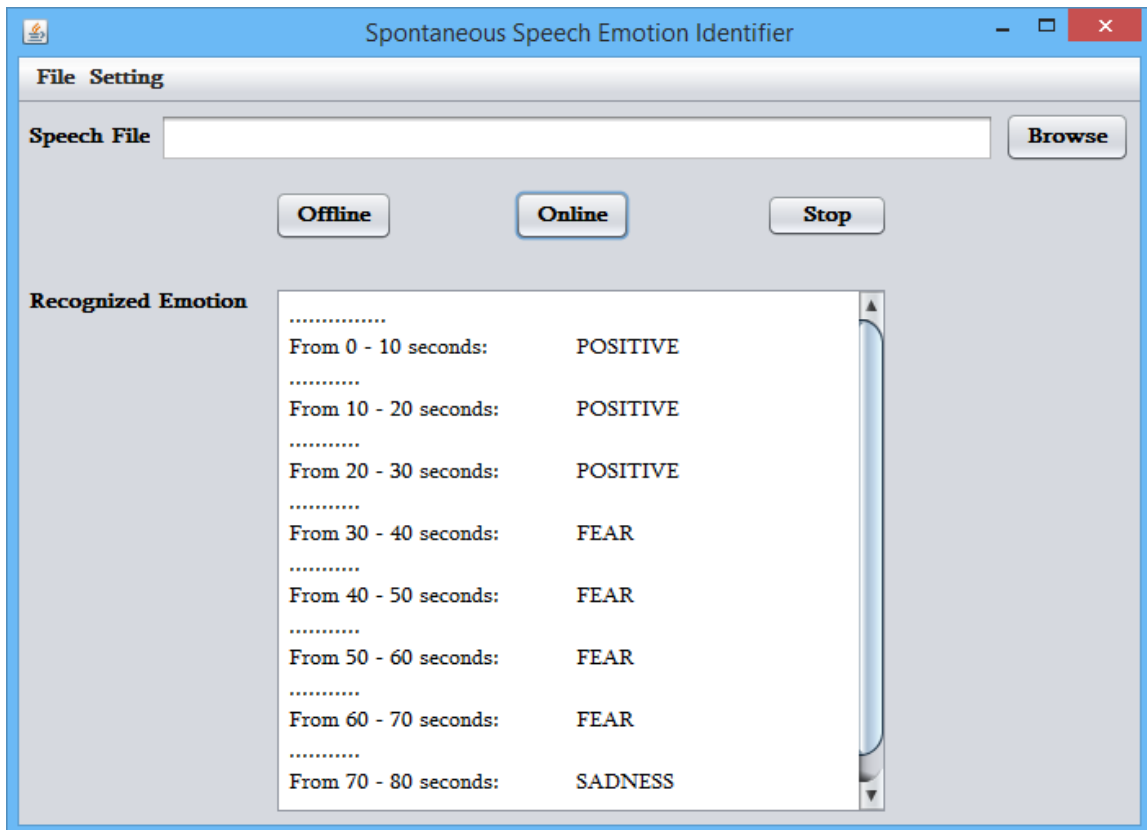 Spontaneous Speech Emotion Identifier
File Setting
Speech File Browse
Offline Online Stop
Recognized Emotion
...............
From 0 - 10 seconds: POSITIVE
...........
From 10 - 20 seconds: POSITIVE
...........
From 20 - 30 seconds: POSITIVE
...........
From 30 - 40 seconds: FEAR
...........
From 40 - 50 seconds: FEAR
...........
From 50 - 60 seconds: FEAR
...........
From 60 - 70 seconds: FEAR
...........
From 70 - 80 seconds: SADNESS